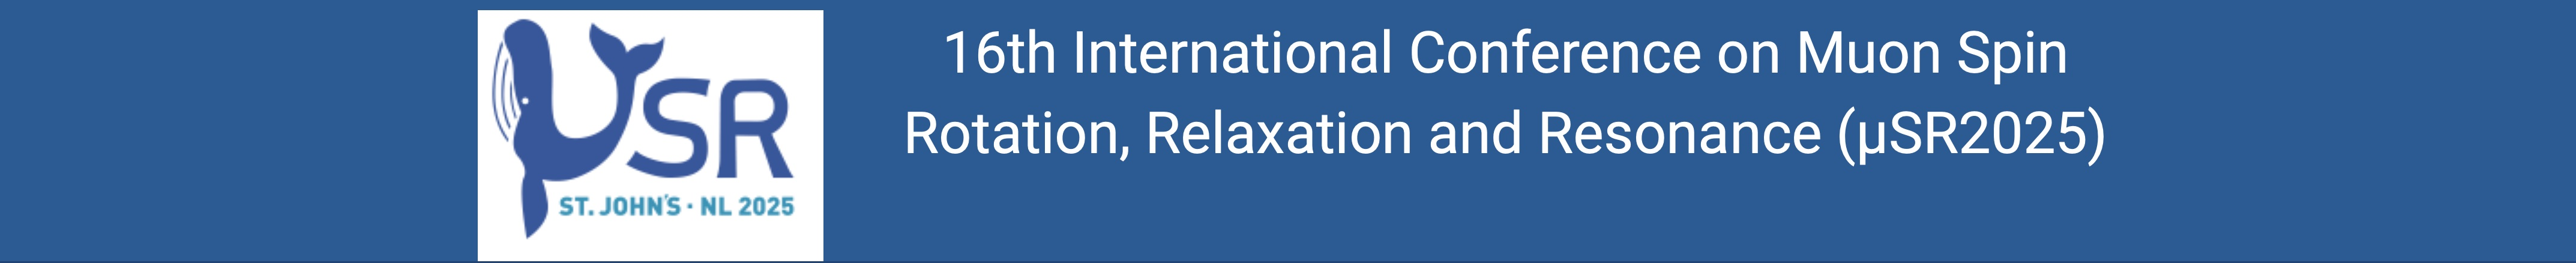 µSR
ST. JOHN'S · NL 2025
16th International Conference on Muon Spin
Rotation, Relaxation and Resonance (µSR2025)